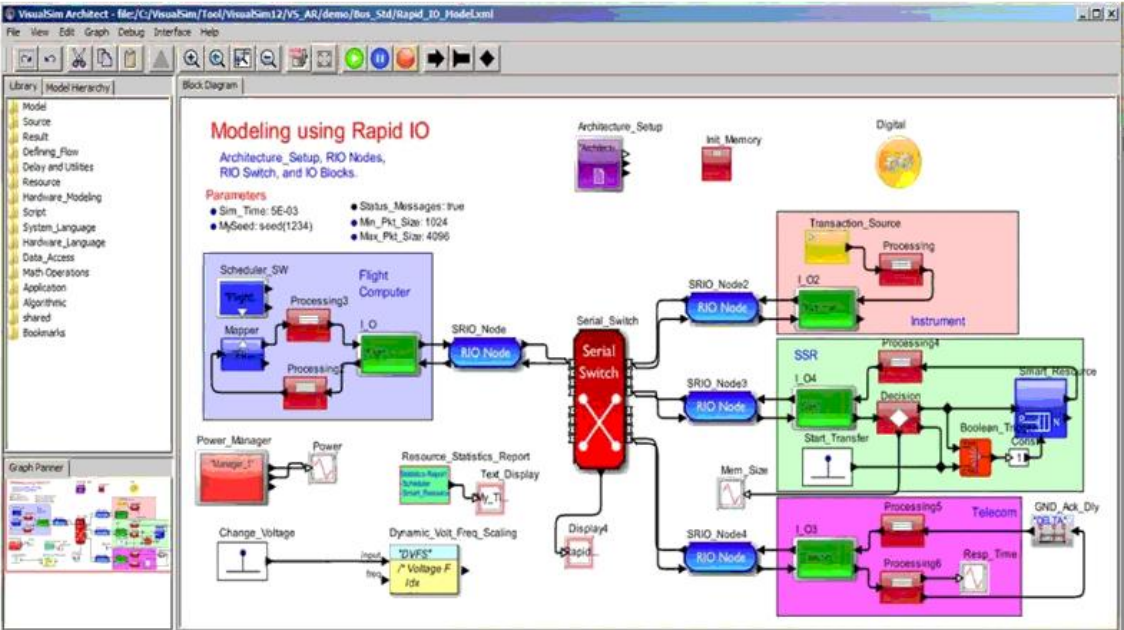 VisualSim Architect - file:/C:/VisualSim/Tool/VisualSim12/VS_AR/demo/Bus_Std/Rapid_IO_Model.xml
File View Edit Graph Debug Interface Help
Library
Model Hierarchy
Model
Source
Result
Defining_Flow
Delay and Utilities
Resource
Hardware_Modeling
Script
System_Language
Hardware_Language
Data_Access
Math Operations
Application
Algorithmic
shared
Bookmarks
Graph Panner
Block Diagram
Modeling using Rapid IO
Architecture_Setup, RIO Nodes,
RIO Switch, and IO Blocks.
Parameters
Sim_Time: 5E-03
MySeed: seed(1234)
Status_Messages: true
Min_Pkt_Size: 1024
Max_Pkt_Size: 4096
Architecture_Setup
Init_Memory
Digital
Scheduler_SW
Flight
Computer
Processing3
Mapper
I_O
SRIO_Node
RIO Node
Serial_Switch
Serial
Switch
SRIO_Node2
RIO Node
Transaction_Source
Processing
I_O2
Instrument
SRIO_Node3
RIO Node
SSR
Processing4
I_O4
Decision
Smart_Resource
Start_Transfer
Power_Manager
"Manager_1"
Power
Resource_Statistics_Report
Text_Display
Mem_Size
Change_Voltage
Dynamic_Volt_Freq_Scaling
input
freq
"DVFS"
/* Voltage F
Idx
Display4
SRIO_Node4
RIO Node
Telecom
Processing5
I_O3
GND_Ack_Dly
Processing6
Resp_Time